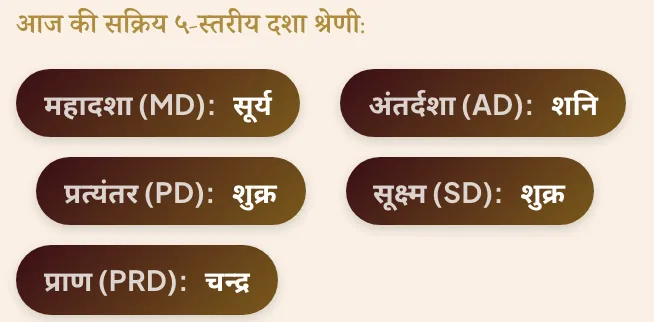 आज की सक्रिय ५-स्तरीय दशा श्रेणी:
महादशा (MD): सूर्य
अंतर्दशा (AD): शनि
प्रत्यंतर (PD): शुक्र
सूक्ष्म (SD): शुक्र
प्राण (PRD): चन्द्र